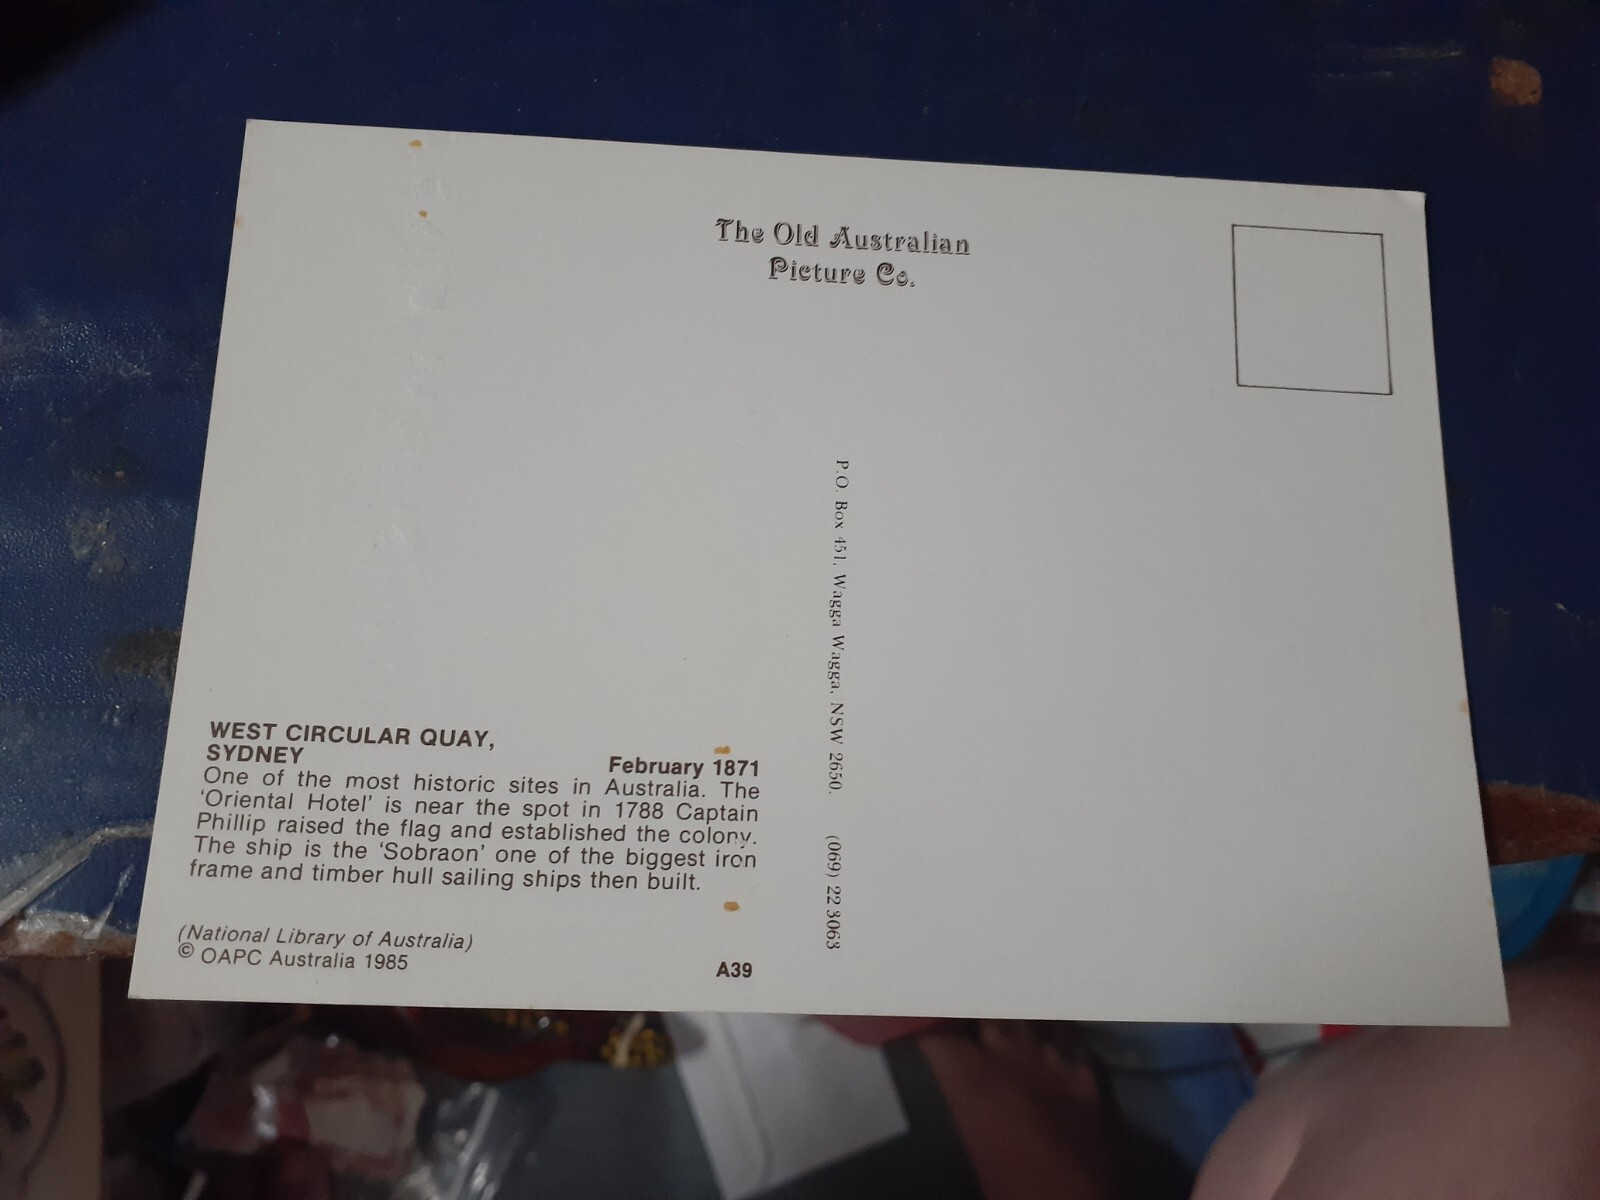 The Old Australian
Picture Co.
P.O. Box 451, Wagga Wagga, NSW 2650. (069) 22 3063
WEST CIRCULAR QUAY,
SYDNEY February 1871
One of the most historic sites in Australia. The
‘Oriental Hotel’ is near the spot in 1788 Captain
Phillip raised the flag and established the colony.
The ship is the ‘Sobraon’ one of the biggest iron
frame and timber hull sailing ships then built.
(National Library of Australia)
© OAPC Australia 1985
A39